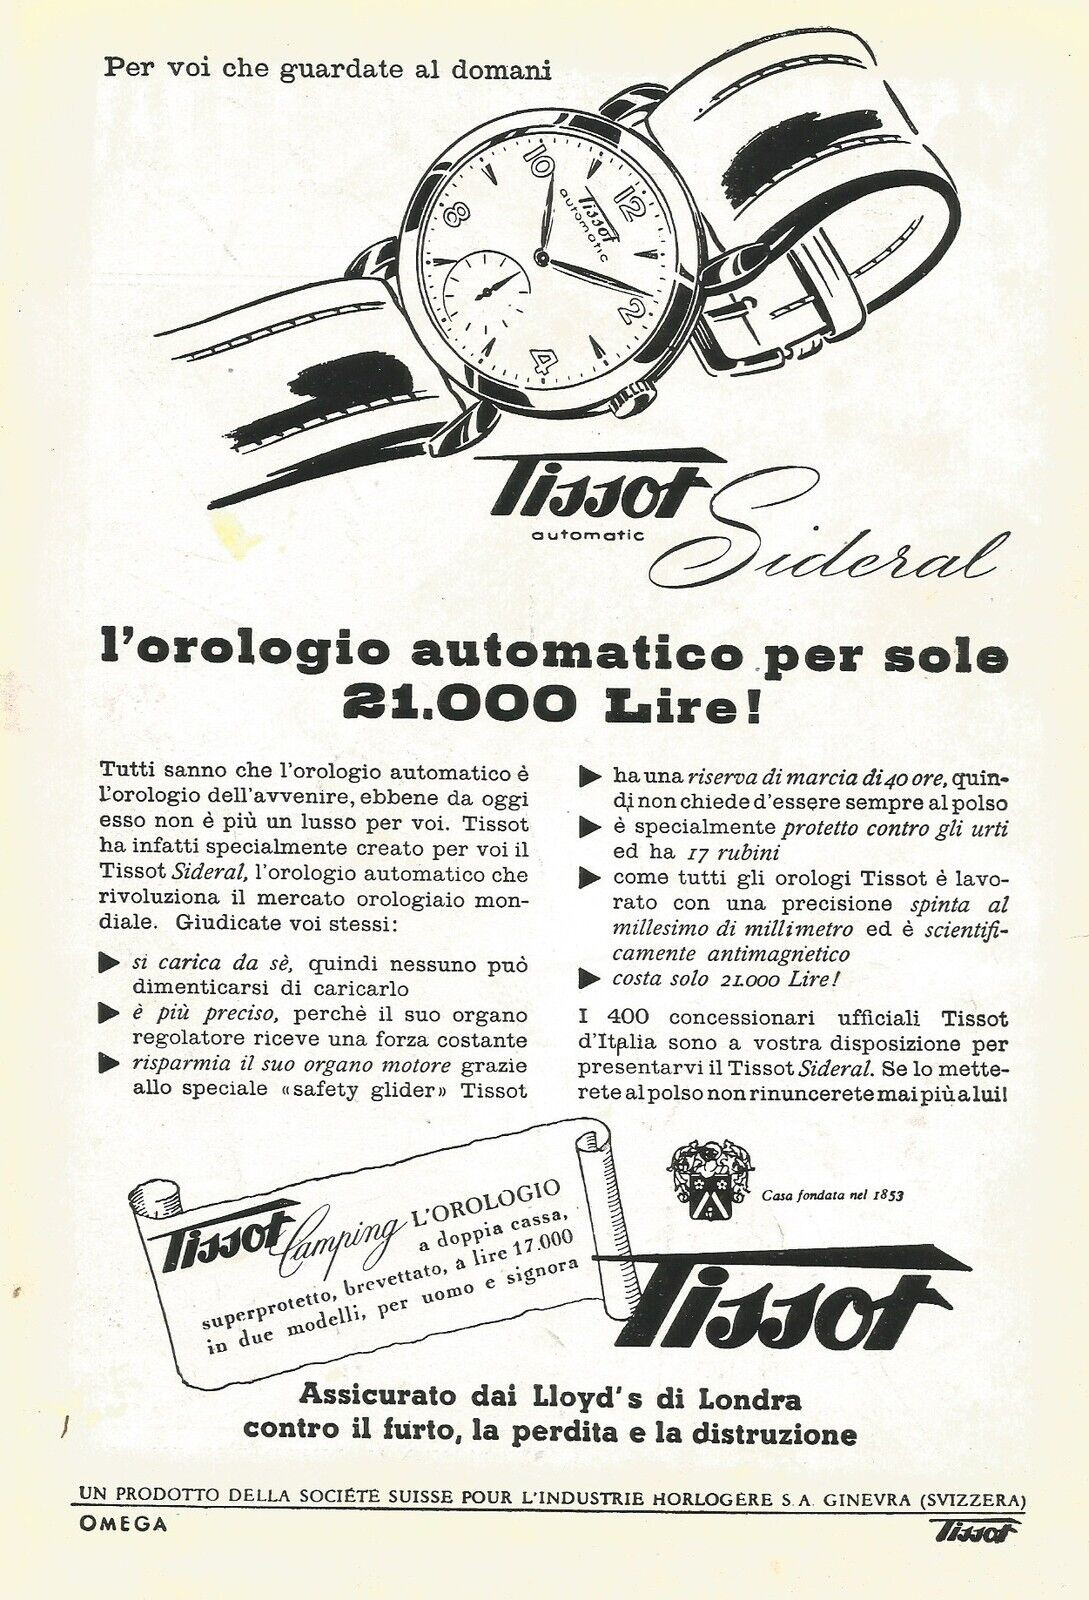 Per voi che guardate al domani
10
12
8
2
4
Tissot
automatic
Tissot
automatic
Sideral
l'orologio automatico per sole
21.000 Lire!
Tutti sanno che l'orologio automatico è
l'orologio dell'avvenire, ebbene da oggi
esso non è più un lusso per voi. Tissot
ha infatti specialmente creato per voi il
Tissot Sideral, l'orologio automatico che
rivoluziona il mercato orologiaio mon-
diale. Giudicate voi stessi:
▶ si carica da sè, quindi nessuno può
dimenticarsi di caricarlo
▶ è più preciso, perchè il suo organo
regolatore riceve una forza costante
▶ risparmia il suo organo motore grazie
allo speciale «safety glider» Tissot
▶ ha una riserva di marcia di 40 ore, quin-
di non chiede d'essere sempre al polso
▶ è specialmente protetto contro gli urti
ed ha 17 rubini
▶ come tutti gli orologi Tissot è lavo-
rato con una precisione spinta al
millesimo di millimetro ed è scientifi-
camente antimagnetico
▶ costa solo 21.000 Lire!
I 400 concessionari ufficiali Tissot
d'Italia sono a vostra disposizione per
presentarvi il Tissot Sideral. Se lo mette-
rete al polso non rinuncerete mai più a lui!
Tissot Camping L'OROLOGIO
a doppia cassa,
superprotetto, brevettato, a lire 17.000
in due modelli, per uomo e signora
Casa fondata nel 1853
Tissot
Assicurato dai Lloyd's di Londra
contro il furto, la perdita e la distruzione
UN PRODOTTO DELLA SOCIÉTÉ SUISSE POUR L'INDUSTRIE HORLOGÈRE S.A. GINEVRA (SVIZZERA)
OMEGA
Tissot